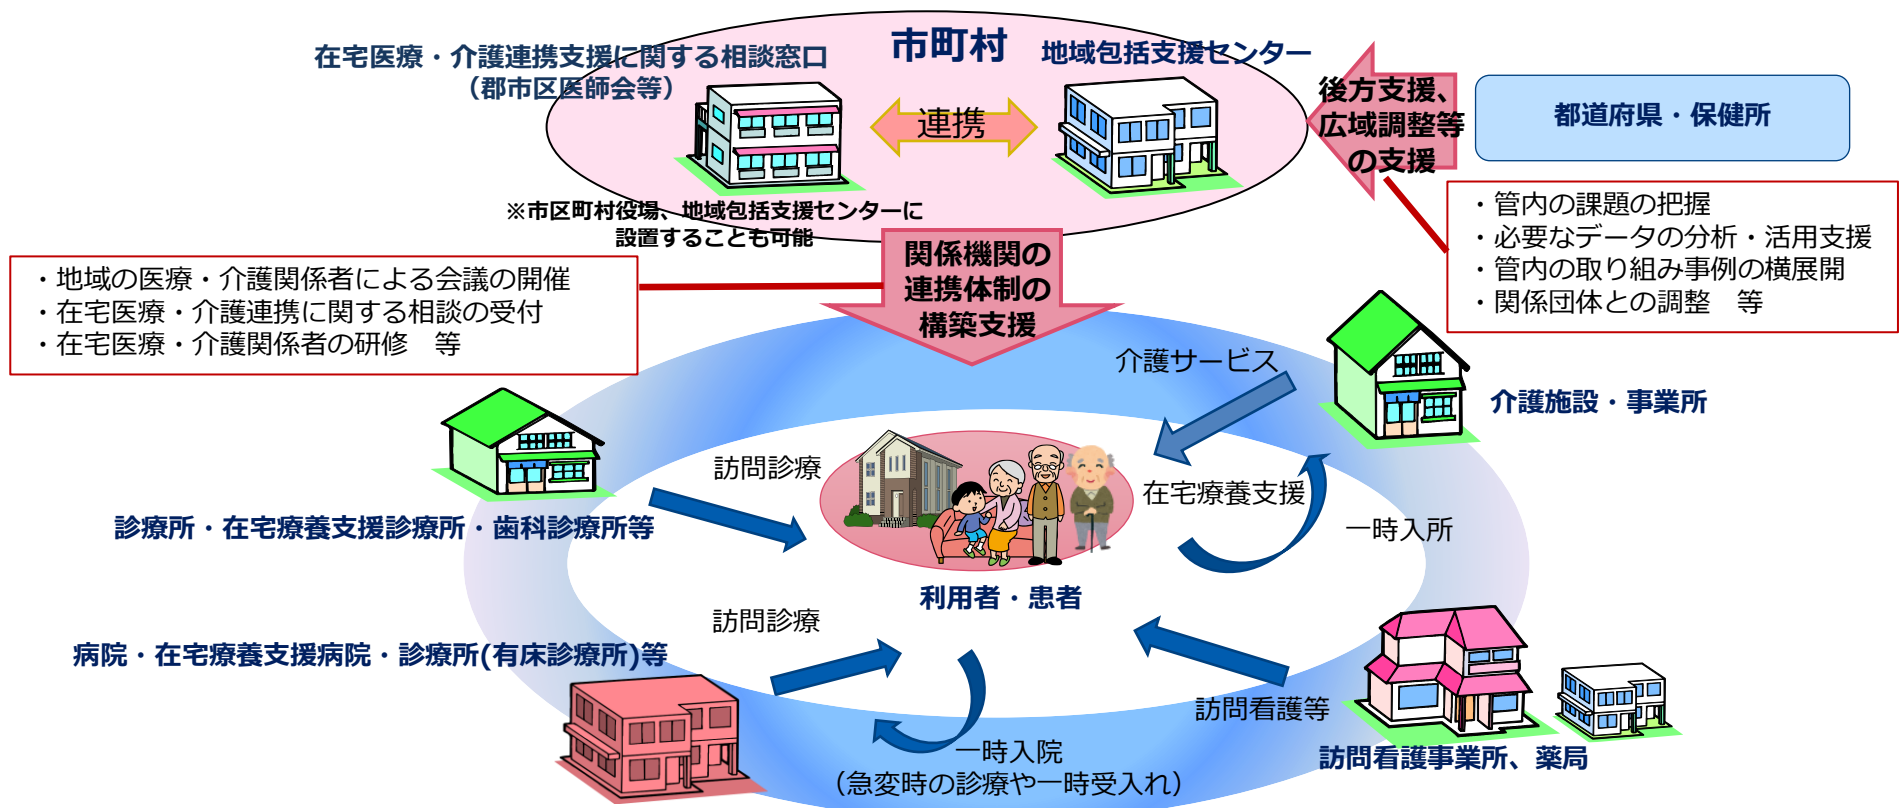 市町村
在宅医療・介護連携支援に関する相談窓口
（郡市区医師会等）
地域包括支援センター
連携
後方支援、
広域調整等
の支援
都道府県・保健所
※市区町村役場、地域包括支援センターに
設置することも可能
・管内の課題の把握
・必要なデータの分析・活用支援
・管内の取り組み事例の横展開
・関係団体との調整　等
関係機関の
連携体制の
構築支援
・地域の医療・介護関係者による会議の開催
・在宅医療・介護連携に関する相談の受付
・在宅医療・介護関係者の研修　等
介護サービス
介護施設・事業所
訪問診療
在宅療養支援
一時入所
診療所・在宅療養支援診療所・歯科診療所等
利用者・患者
訪問診療
病院・在宅療養支援病院・診療所(有床診療所)等
訪問看護等
一時入院
（急変時の診療や一時受入れ）
訪問看護事業所、薬局